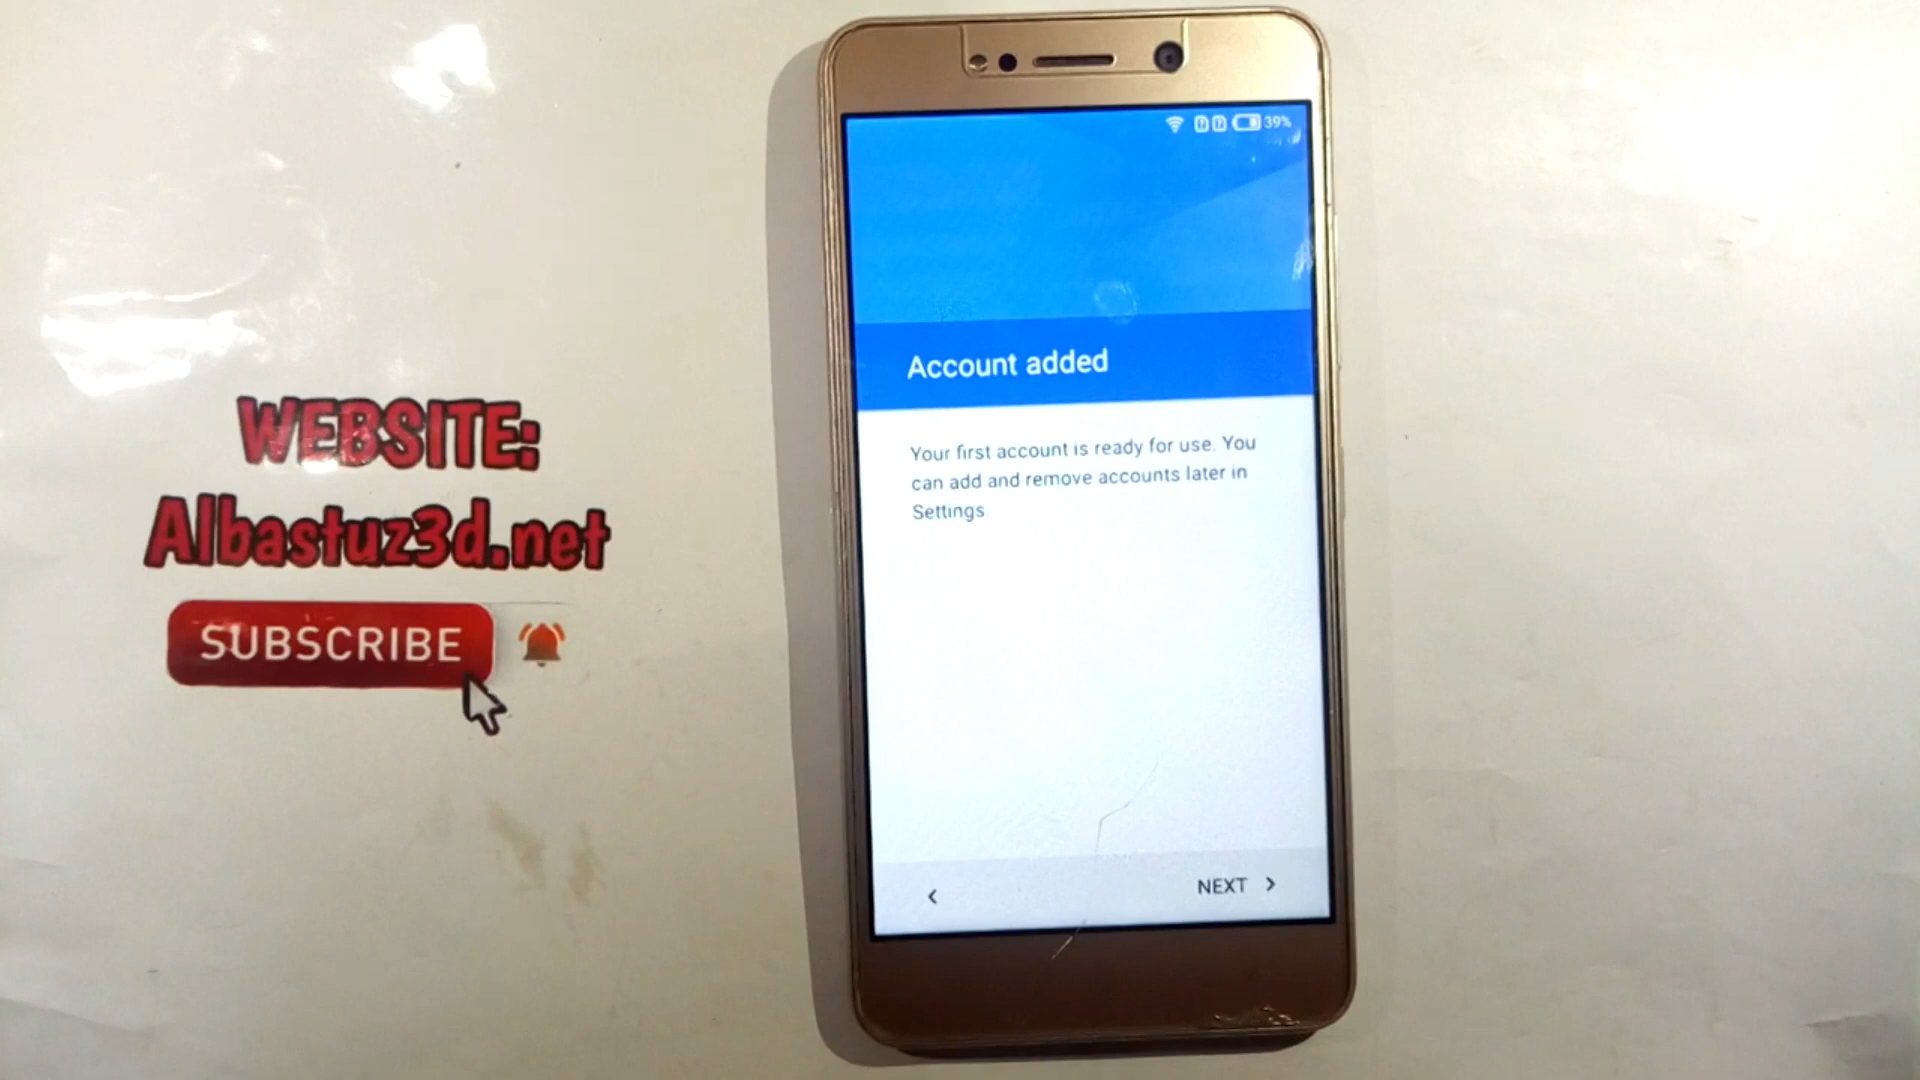 WEBSITE:
Albastuz3d.net
SUBSCRIBE
39%
Account added
Your first account is ready for use. You
can add and remove accounts later in
Settings.
NEXT